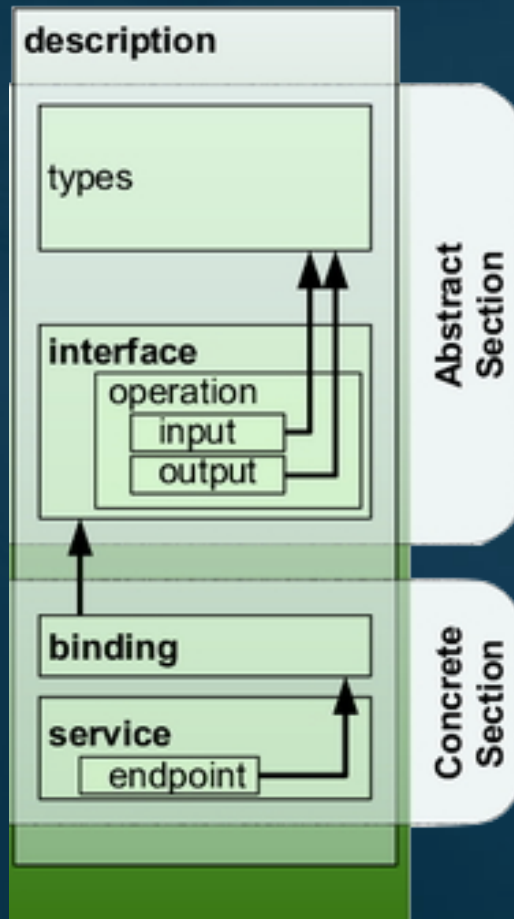 description
types
interface
operation
input
output
binding
service
endpoint
Abstract
Section
Concrete
Section